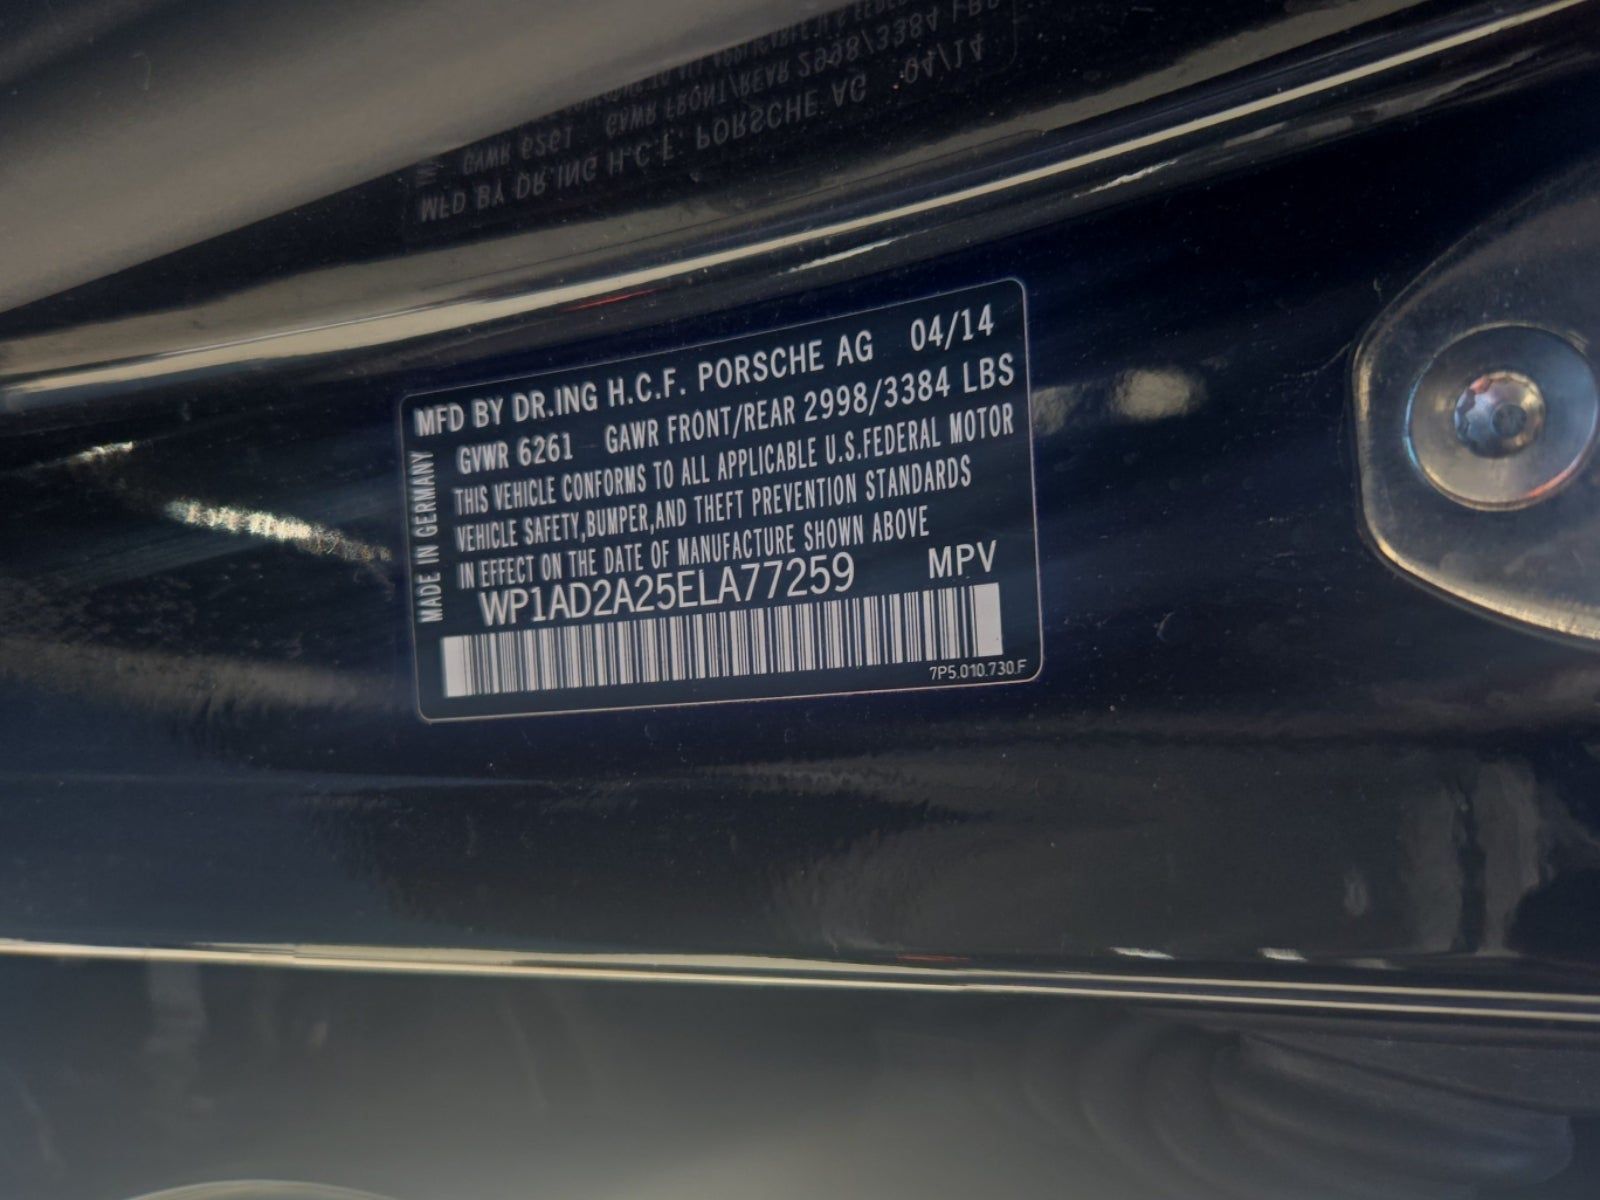 MFD BY DR.ING H.C.F. PORSCHE AG 04/14
GVWR 6261 GAWR FRONT/REAR 2998/3384 LBS
THIS VEHICLE CONFORMS TO ALL APPLICABLE U.S.FEDERAL MOTOR
VEHICLE SAFETY,BUMPER,AND THEFT PREVENTION STANDARDS
IN EFFECT ON THE DATE OF MANUFACTURE SHOWN ABOVE
WP1AD2A25ELA77259 MPV
7P5.010.730.F
MADE IN GERMANY